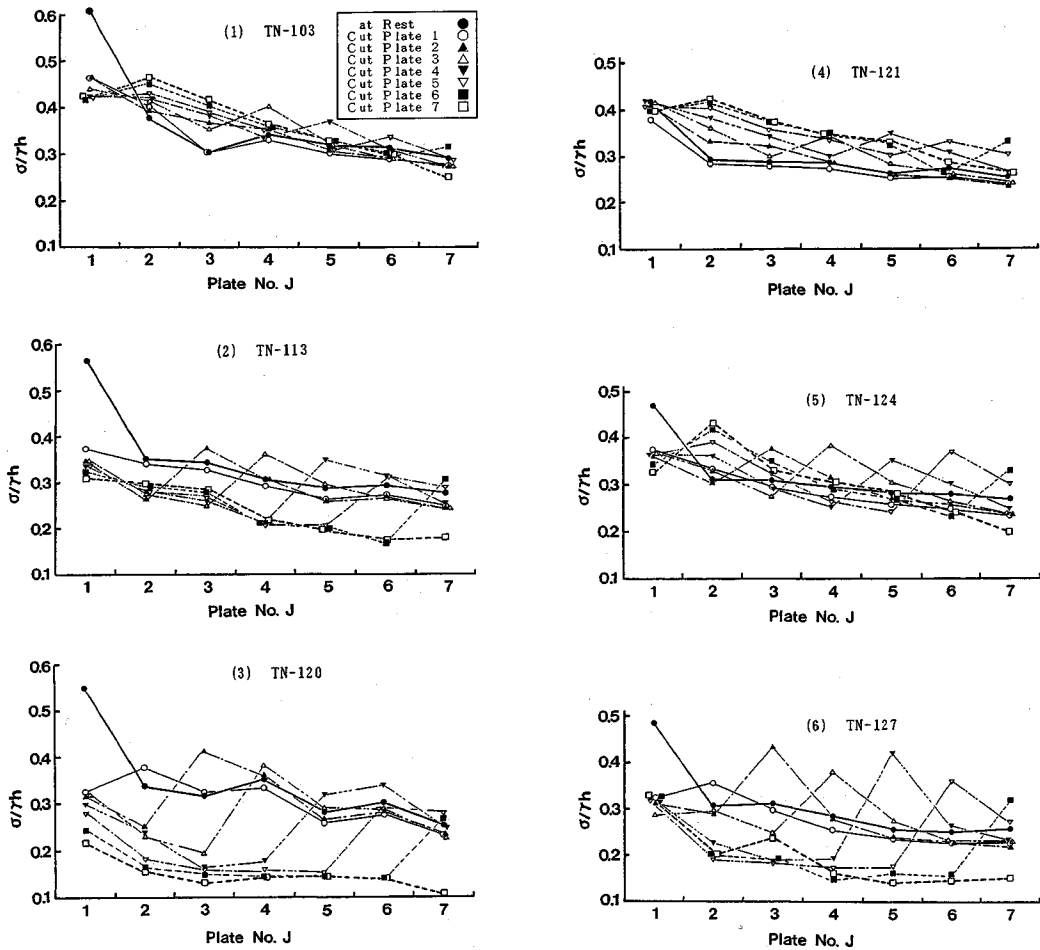 (1) TN-103
at Rest
Cut Plate 1
Cut Plate 2
Cut Plate 3
Cut Plate 4
Cut Plate 5
Cut Plate 6
Cut Plate 7
0.6
0.5
0.4
0.3
0.2
0.1
σ/γh
1 2 3 4 5 6 7
Plate No. J
(4) TN-121
0.5
0.4
0.3
0.2
0.1
σ/γh
1 2 3 4 5 6 7
Plate No. J
(2) TN-113
0.6
0.5
0.4
0.3
0.2
0.1
σ/γh
1 2 3 4 5 6 7
Plate No. J
(5) TN-124
0.5
0.4
0.3
0.2
0.1
σ/γh
1 2 3 4 5 6 7
Plate No. J
(3) TN-120
0.6
0.5
0.4
0.3
0.2
0.1
σ/γh
1 2 3 4 5 6 7
Plate No. J
(6) TN-127
0.5
0.4
0.3
0.2
0.1
σ/γh
1 2 3 4 5 6 7
Plate No. J